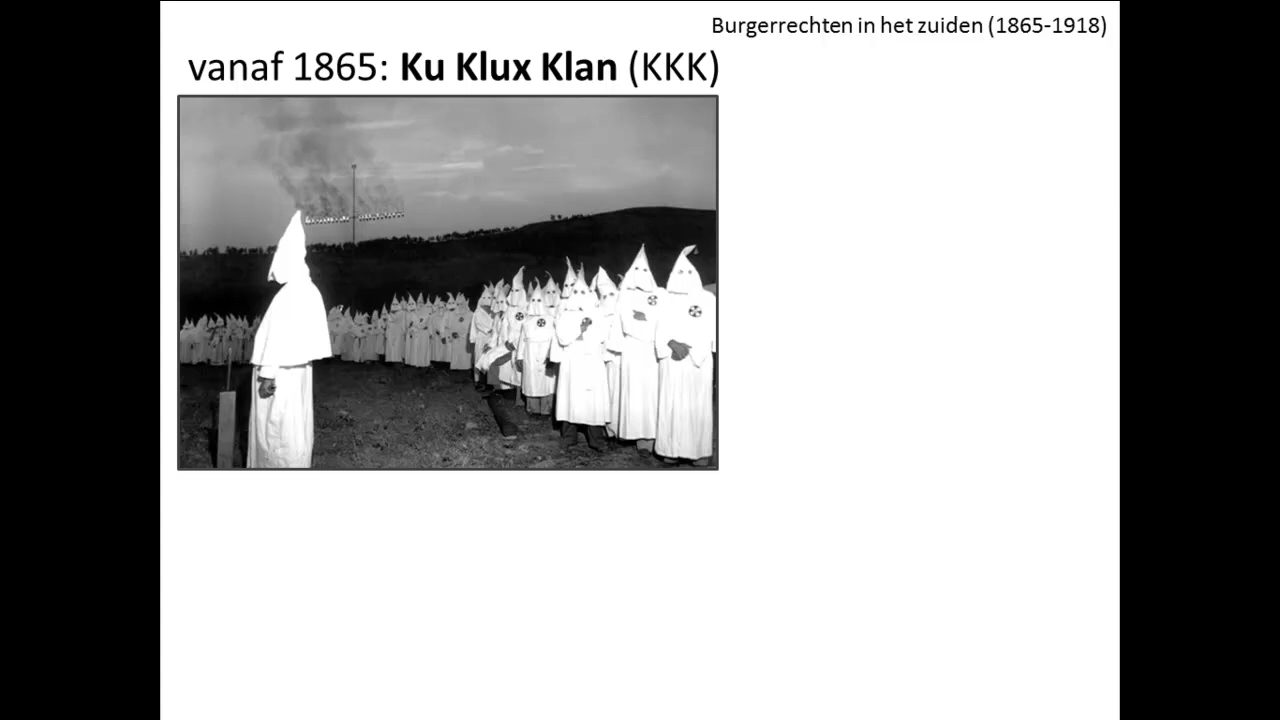 Burgerrechten in het zuiden (1865-1918)
vanaf 1865: Ku Klux Klan (KKK)